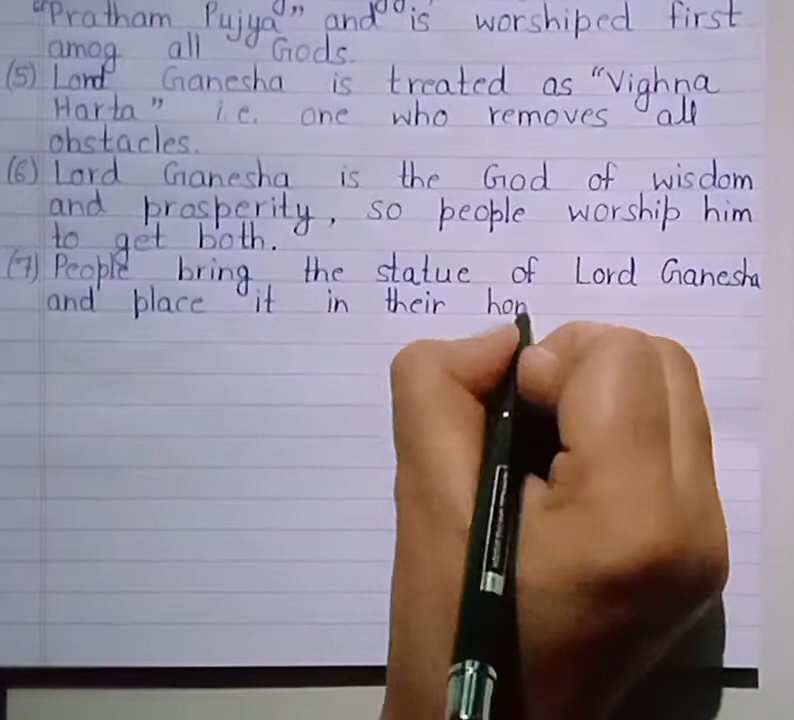 "Pratham Pujya" and is worshiped first
amog all Gods.
(5) Lord Ganesha is treated as "Vighna
Harta" i.e. one who removes all
obstacles.
(6) Lord Ganesha is the God of wisdom
and prosperity, so people worship him
to get both.
(7) People bring the statue of Lord Ganesha
and place it in their